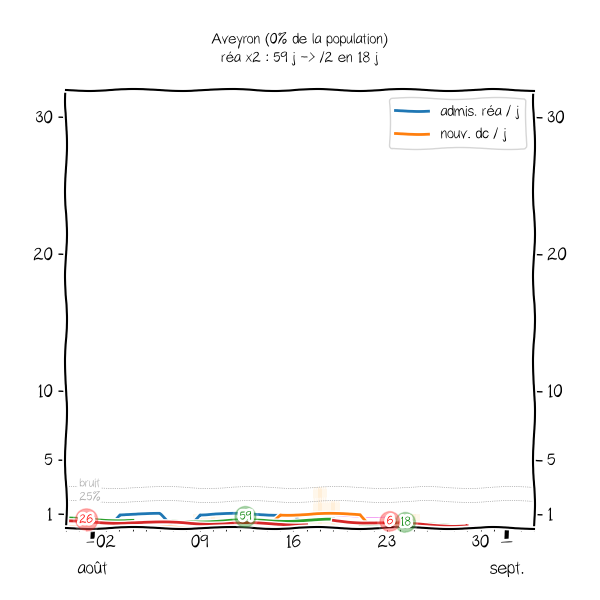 Aveyron (0% de la population)
réa x2 : 59 j -> /2 en 18 j
admis. réa / j
nouv. dc / j
30 30
20 20
10 10
5 5
bruit
25%
1 1
26 59 6 18
02 09 16 23 30
août sept.